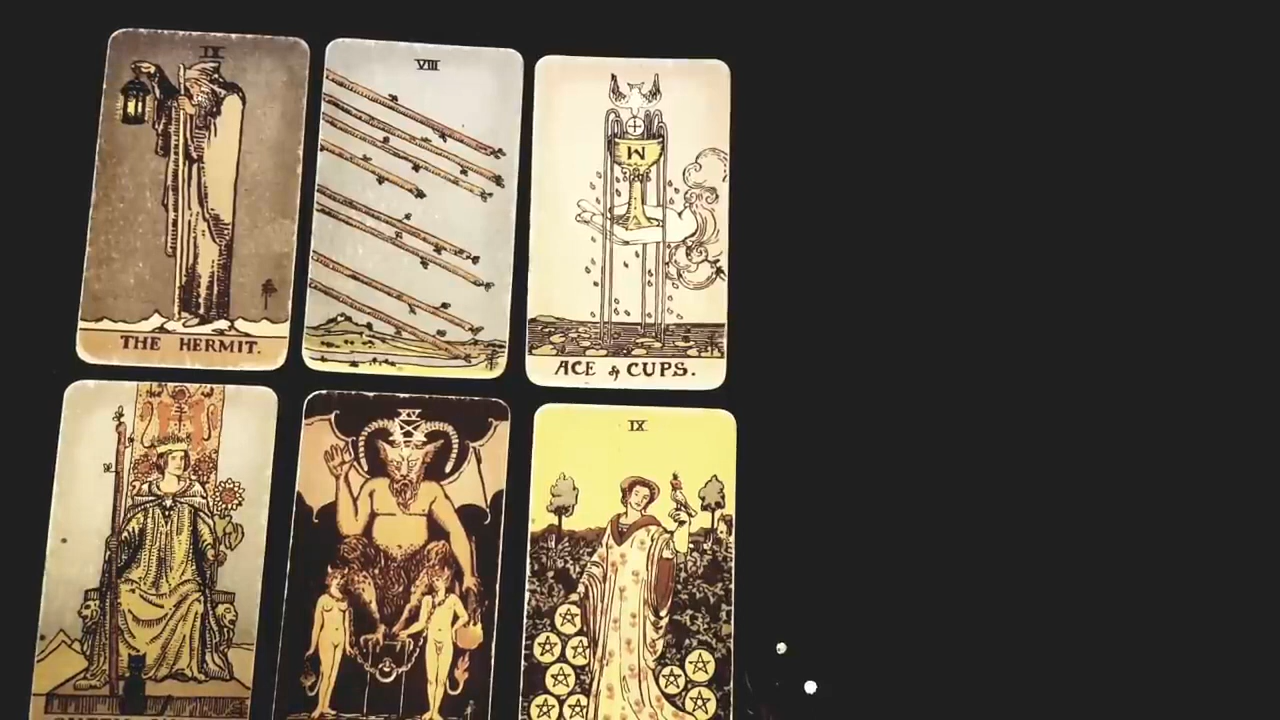 IX
VIII
THE HERMIT.
W
ACE of CUPS.
XV
IX